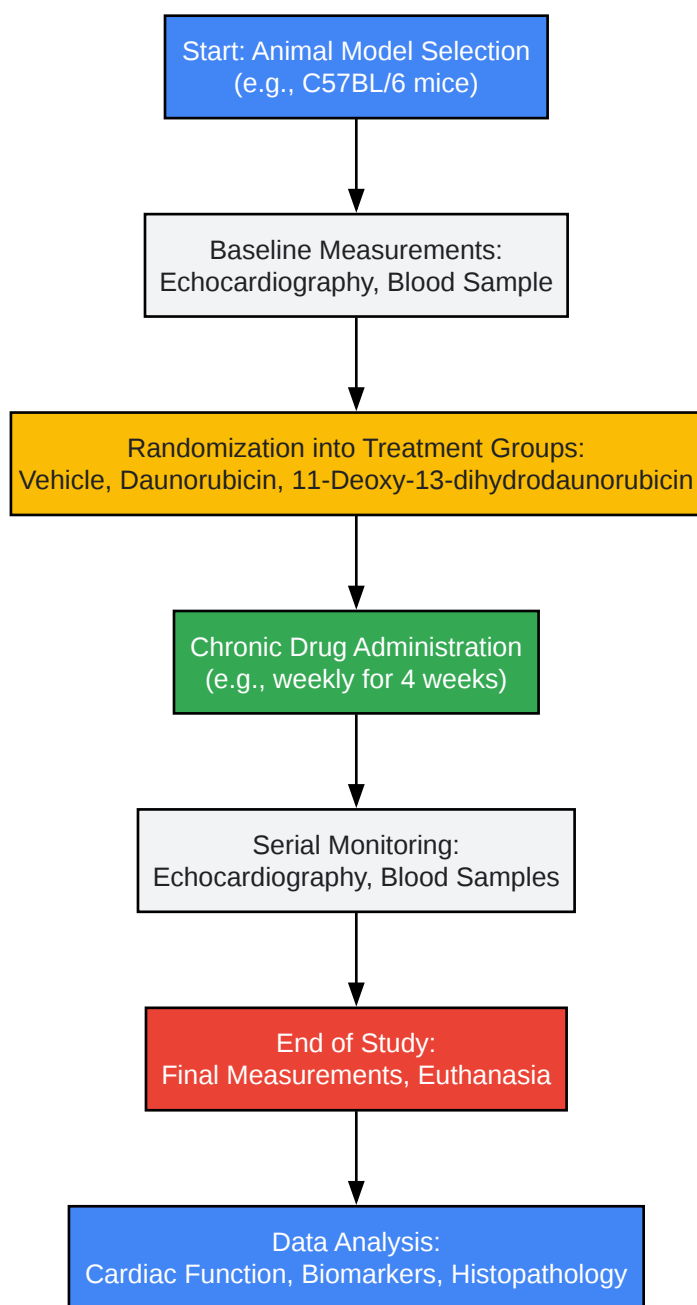 Start: Animal Model Selection
(e.g., C57BL/6 mice)
Baseline Measurements:
Echocardiography, Blood Sample
Randomization into Treatment Groups:
Vehicle, Daunorubicin, 11-Deoxy-13-dihydrodaunorubicin
Chronic Drug Administration
(e.g., weekly for 4 weeks)
Serial Monitoring:
Echocardiography, Blood Samples
End of Study:
Final Measurements, Euthanasia
Data Analysis:
Cardiac Function, Biomarkers, Histopathology